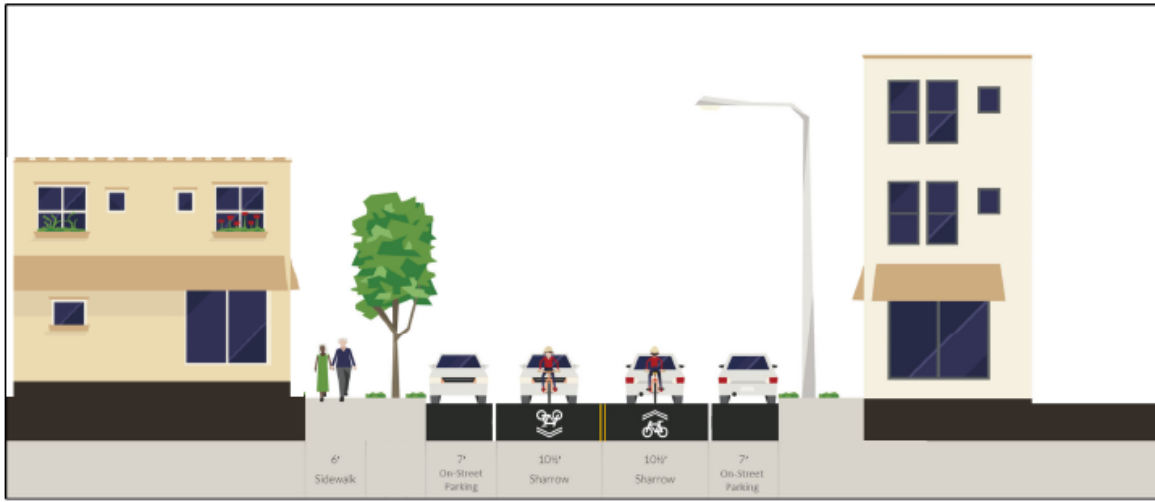 6'
Sidewalk
7'
On-Street
Parking
10½'
Sharrow
10½'
Sharrow
7'
On-Street
Parking